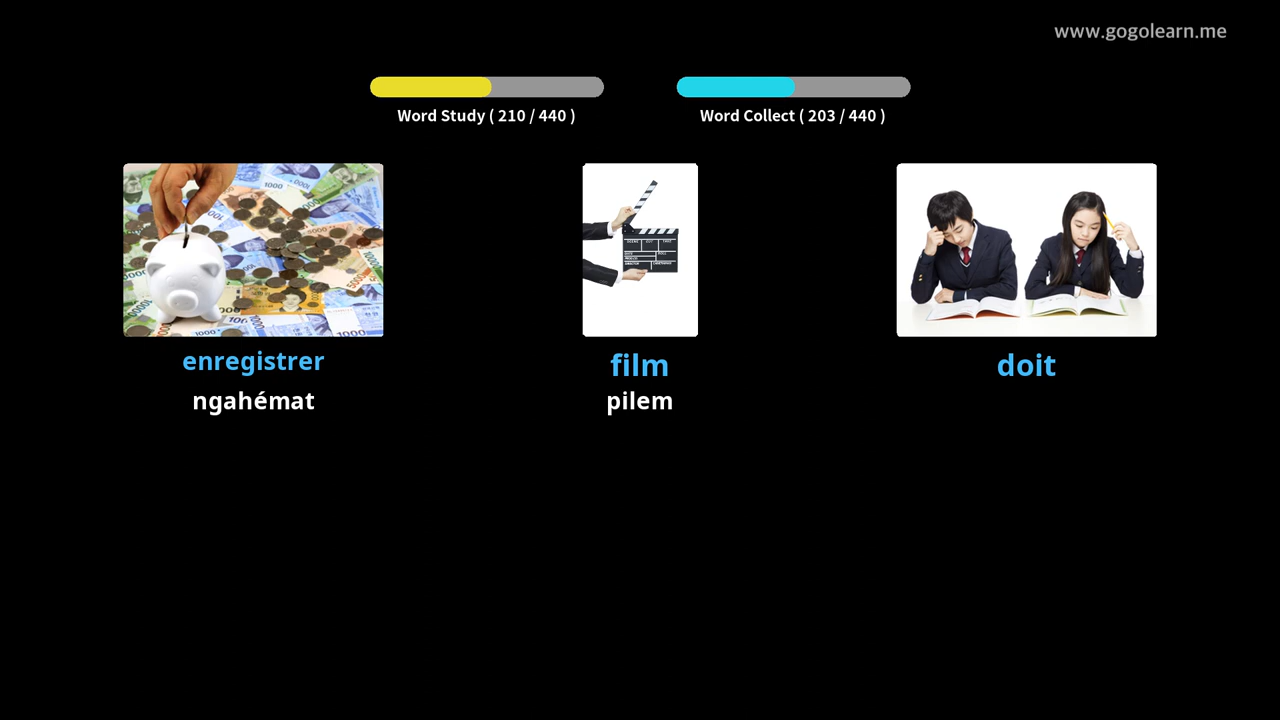 www.gogolearn.me
Word Study ( 210 / 440 )
Word Collect ( 203 / 440 )
enregistrer
ngahémat
film
pilem
doit